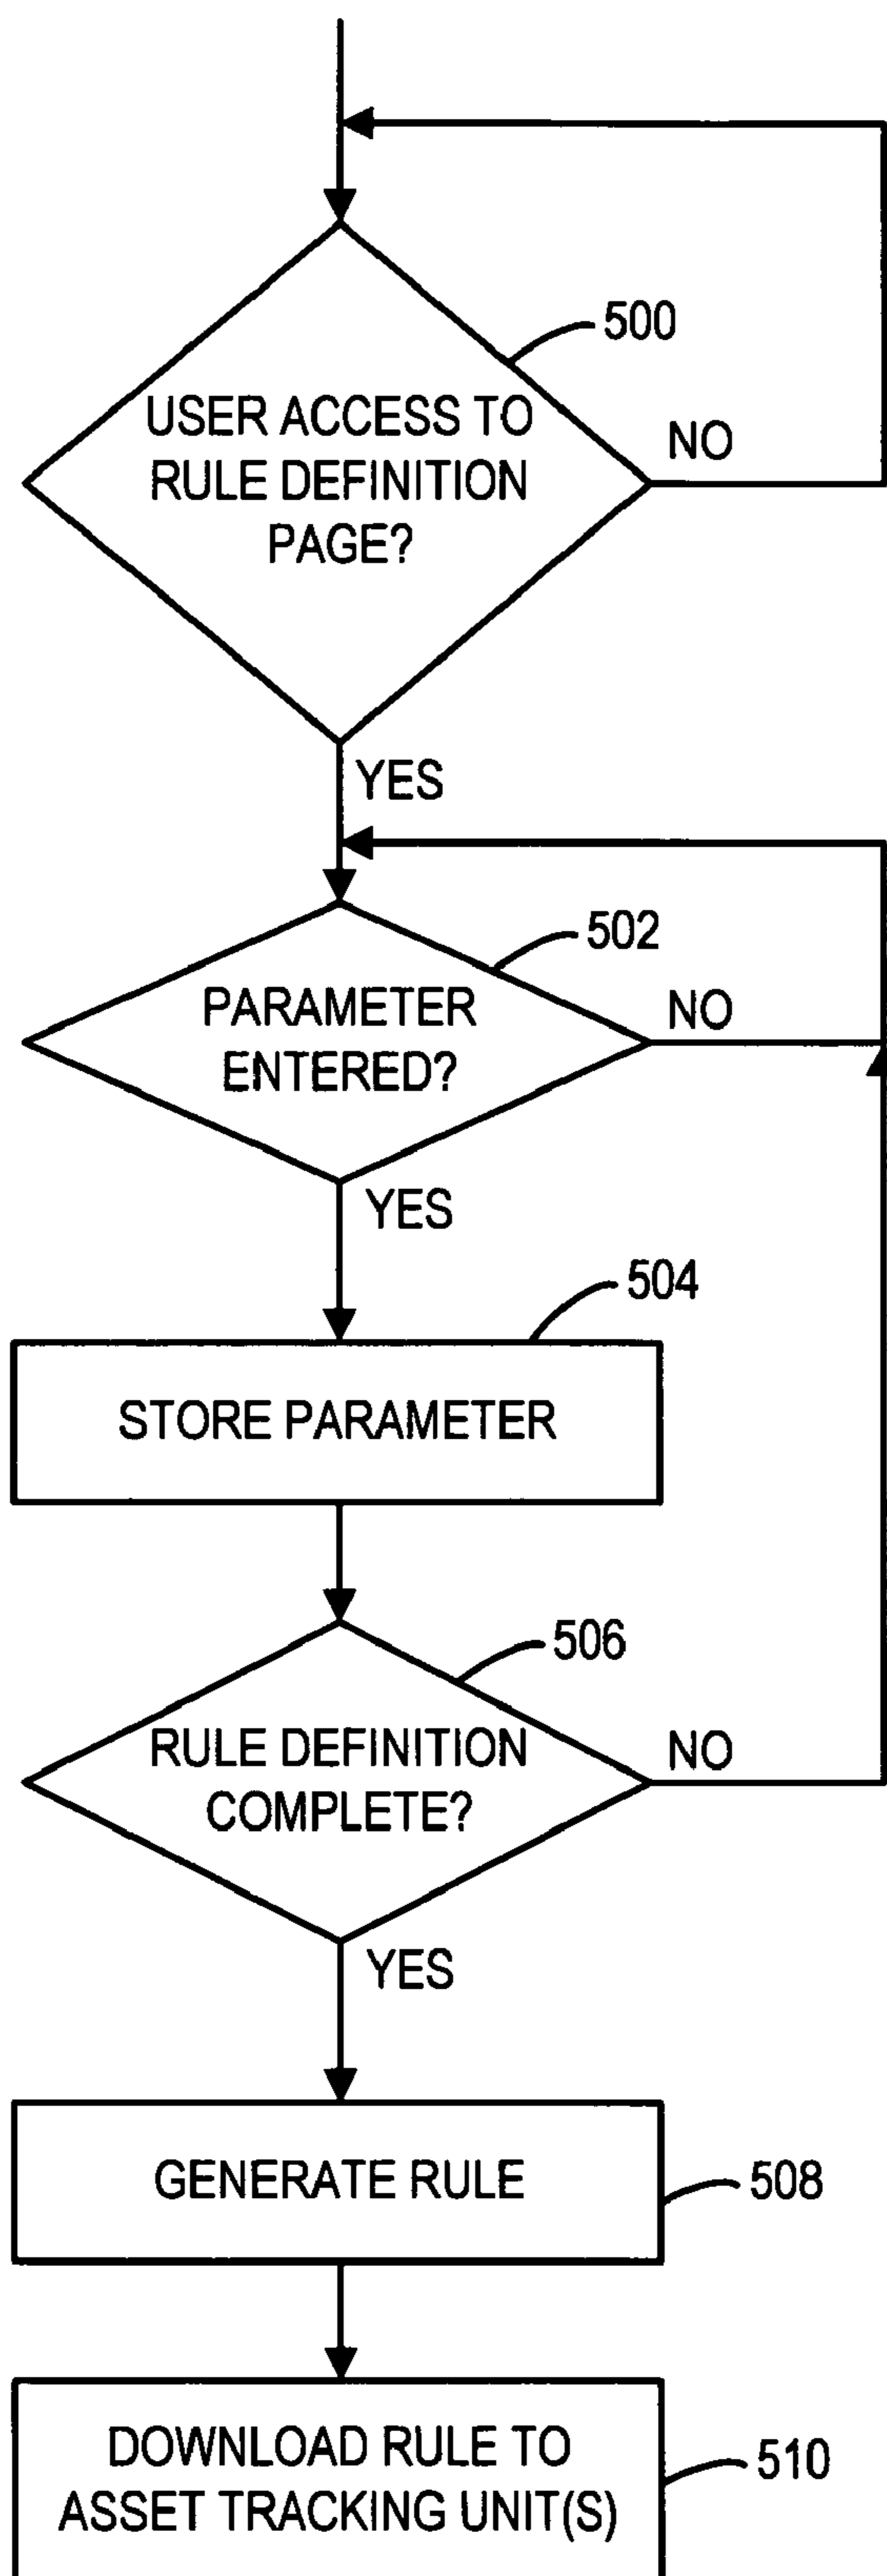 500
USER ACCESS TO
RULE DEFINITION
PAGE?
NO
YES
502
PARAMETER
ENTERED?
NO
YES
504
STORE PARAMETER
506
RULE DEFINITION
COMPLETE?
NO
YES
GENERATE RULE
508
DOWNLOAD RULE TO
ASSET TRACKING UNIT(S)
510